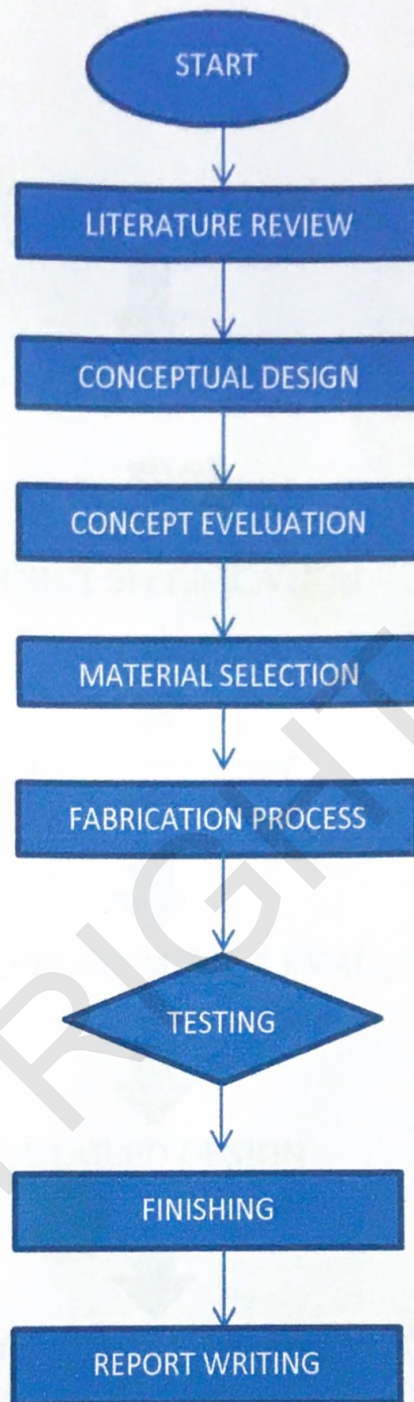 START
LITERATURE REVIEW
CONCEPTUAL DESIGN
CONCEPT EVELUATION
MATERIAL SELECTION
FABRICATION PROCESS
TESTING
FINISHING
REPORT WRITING